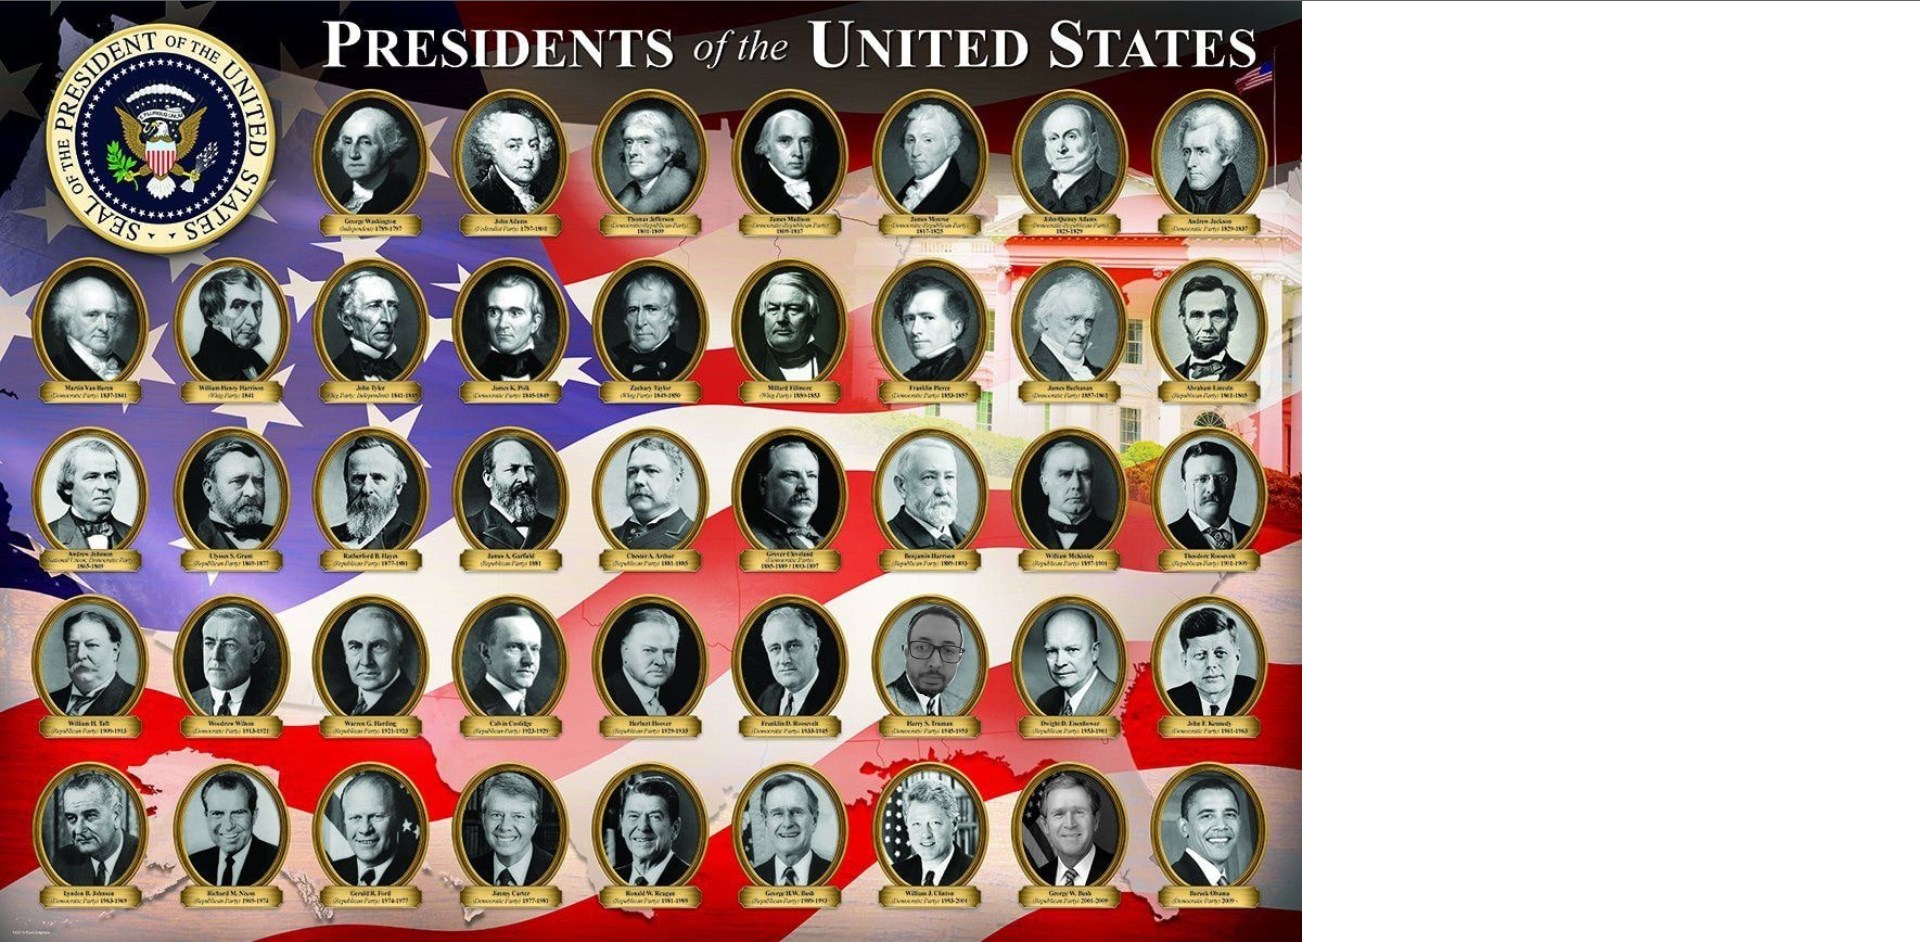 PRESIDENTS of the UNITED STATES
SEAL OF THE PRESIDENT OF THE UNITED STATES
E PLURIBUS UNUM
George Washington
(Independent) 1789-1797
John Adams
(Federalist Party) 1797-1801
Thomas Jefferson
(Democratic-Republican Party)
1801-1809
James Madison
(Democratic-Republican Party)
1809-1817
James Monroe
(Democratic-Republican Party)
1817-1825
John Quincy Adams
(Democratic-Republican Party)
1825-1829
Andrew Jackson
(Democratic Party) 1829-1837
Martin Van Buren
(Democratic Party) 1837-1841
William Henry Harrison
(Whig Party) 1841
John Tyler
(Whig Party; Independent) 1841-1845
James K. Polk
(Democratic Party) 1845-1849
Zachary Taylor
(Whig Party) 1849-1850
Millard Fillmore
(Whig Party) 1850-1853
Franklin Pierce
(Democratic Party) 1853-1857
James Buchanan
(Democratic Party) 1857-1861
Abraham Lincoln
(Republican Party) 1861-1865
Andrew Johnson
(National Union; Democratic Party)
1865-1869
Ulysses S. Grant
(Republican Party) 1869-1877
Rutherford B. Hayes
(Republican Party) 1877-1881
James A. Garfield
(Republican Party) 1881
Chester A. Arthur
(Republican Party) 1881-1885
Grover Cleveland
(Democratic Party)
1885-1889 / 1893-1897
Benjamin Harrison
(Republican Party) 1889-1893
William McKinley
(Republican Party) 1897-1901
Theodore Roosevelt
(Republican Party) 1901-1909
William H. Taft
(Republican Party) 1909-1913
Woodrow Wilson
(Democratic Party) 1913-1921
Warren G. Harding
(Republican Party) 1921-1923
Calvin Coolidge
(Republican Party) 1923-1929
Herbert Hoover
(Republican Party) 1929-1933
Franklin D. Roosevelt
(Democratic Party) 1933-1945
Harry S. Truman
(Democratic Party) 1945-1953
Dwight D. Eisenhower
(Republican Party) 1953-1961
John F. Kennedy
(Democratic Party) 1961-1963
Lyndon B. Johnson
(Democratic Party) 1963-1969
Richard M. Nixon
(Republican Party) 1969-1974
Gerald R. Ford
(Republican Party) 1974-1977
Jimmy Carter
(Democratic Party) 1977-1981
Ronald W. Reagan
(Republican Party) 1981-1989
George H.W. Bush
(Republican Party) 1989-1993
William J. Clinton
(Democratic Party) 1993-2001
George W. Bush
(Republican Party) 2001-2009
Barack Obama
(Democratic Party) 2009 -